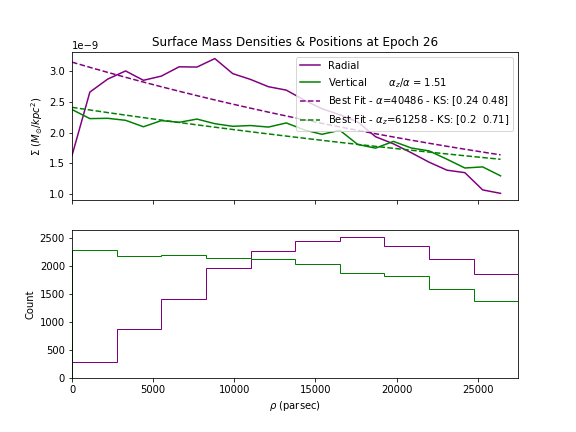 Surface Mass Densities & Positions at Epoch 26
1e−9
3.0
2.5
2.0
1.5
1.0
Σ (M⊙/kpc²)
Radial
Vertical αz/α = 1.51
Best Fit - α=40486 - KS: [0.24 0.48]
Best Fit - αz=61258 - KS: [0.2 0.71]
2500
2000
1500
1000
500
0
Count
0 5000 10000 15000 20000 25000
ρ (parsec)